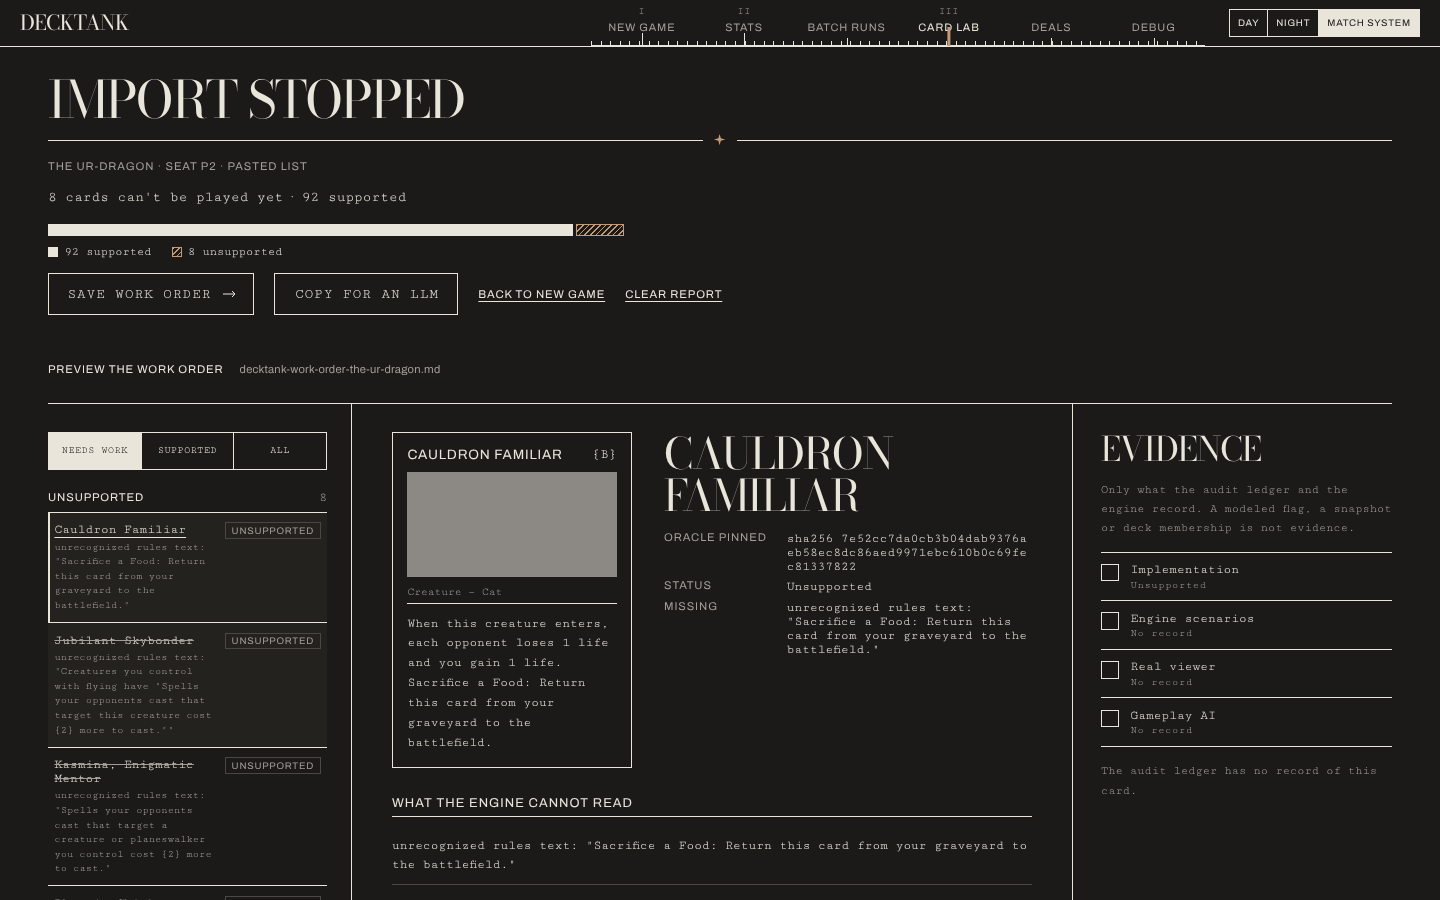 DECKTANK
I
II
III
NEW GAME
STATS
BATCH RUNS
CARD LAB
DEALS
DEBUG
DAY
NIGHT
MATCH SYSTEM
IMPORT STOPPED
THE UR-DRAGON · SEAT P2 · PASTED LIST
8 cards can't be played yet · 92 supported
92 supported
8 unsupported
SAVE WORK ORDER →
COPY FOR AN LLM
BACK TO NEW GAME
CLEAR REPORT
PREVIEW THE WORK ORDER
decktank-work-order-the-ur-dragon.md
NEEDS WORK
SUPPORTED
ALL
UNSUPPORTED
8
Cauldron Familiar
UNSUPPORTED
unrecognized rules text:
"Sacrifice a Food: Return
this card from your
graveyard to the
battlefield."
Jubilant Skybonder
UNSUPPORTED
unrecognized rules text:
"Creatures you control
with flying have "Spells
your opponents cast that
target this creature cost
{2} more to cast.""
Kasmina, Enigmatic
Mentor
UNSUPPORTED
unrecognized rules text:
"Spells your opponents
cast that target a
creature or planeswalker
you control cost {2} more
to cast."
CAULDRON FAMILIAR
{B}
Creature — Cat
When this creature enters,
each opponent loses 1 life
and you gain 1 life.
Sacrifice a Food: Return
this card from your
graveyard to the
battlefield.
CAULDRON
FAMILIAR
ORACLE PINNED
sha256 7e52cc7da0cb3b04dab9376a
eb58ec8dc86aed9971ebc610b0c69fe
c81337822
STATUS
Unsupported
MISSING
unrecognized rules text:
"Sacrifice a Food: Return this
card from your graveyard to the
battlefield."
WHAT THE ENGINE CANNOT READ
unrecognized rules text: "Sacrifice a Food: Return this card from your graveyard to
the battlefield."
EVIDENCE
Only what the audit ledger and the
engine record. A modeled flag, a snapshot
or deck membership is not evidence.
Implementation
Unsupported
Engine scenarios
No record
Real viewer
No record
Gameplay AI
No record
The audit ledger has no record of this
card.